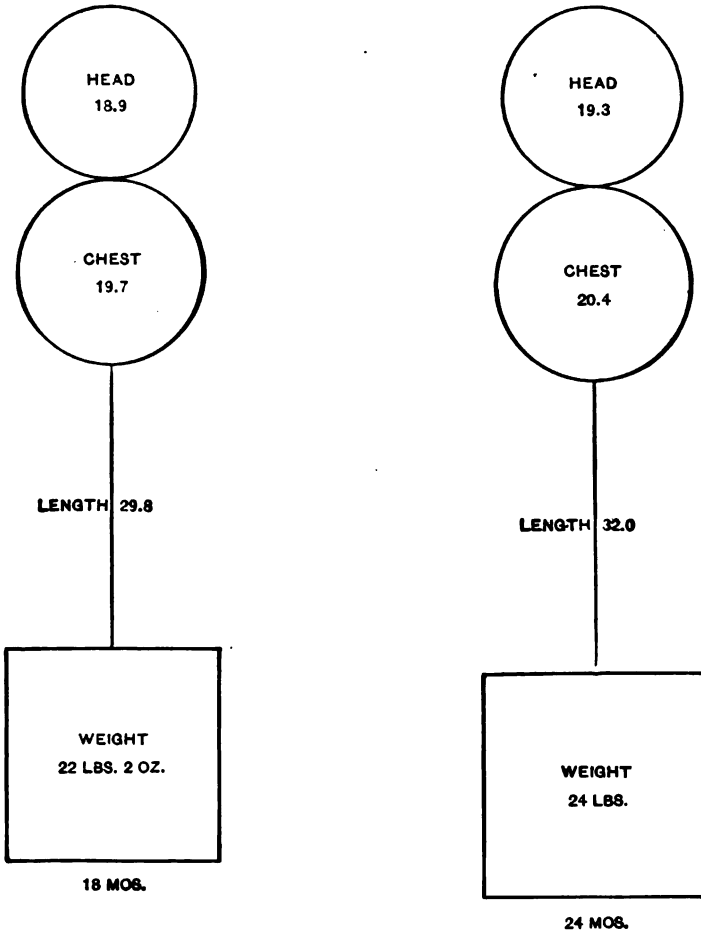 HEAD
18.9
CHEST
19.7
LENGTH 29.8
WEIGHT
22 LBS. 2 OZ.
18 MOS.
HEAD
19.3
CHEST
20.4
LENGTH 32.0
WEIGHT
24 LBS.
24 MOS.